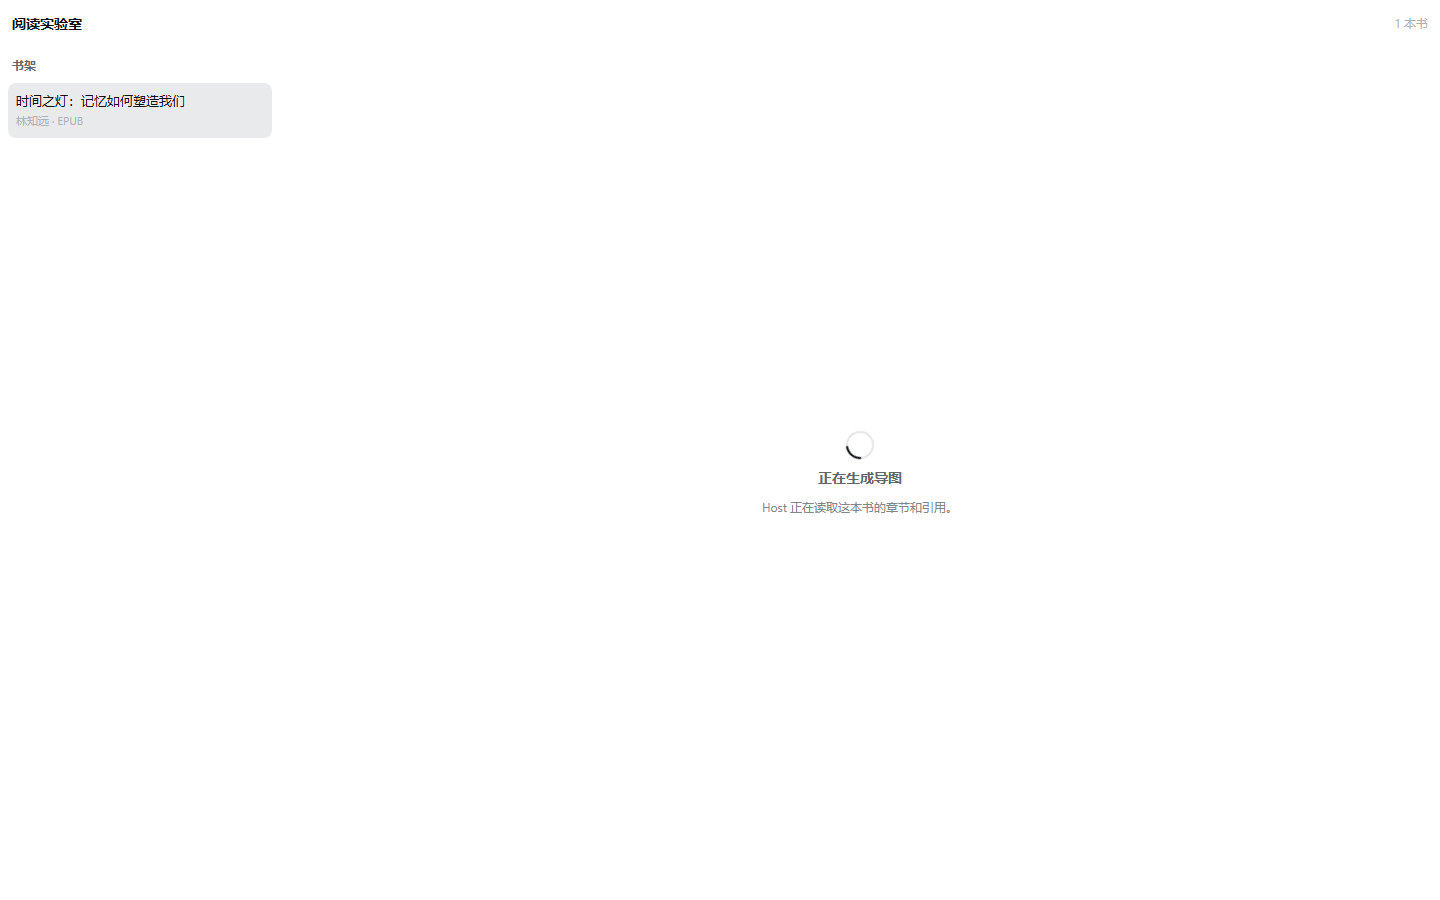 阅读实验室
1 本书
书架
时间之灯：记忆如何塑造我们
林知远 · EPUB
正在生成导图
Host 正在读取这本书的章节和引用。